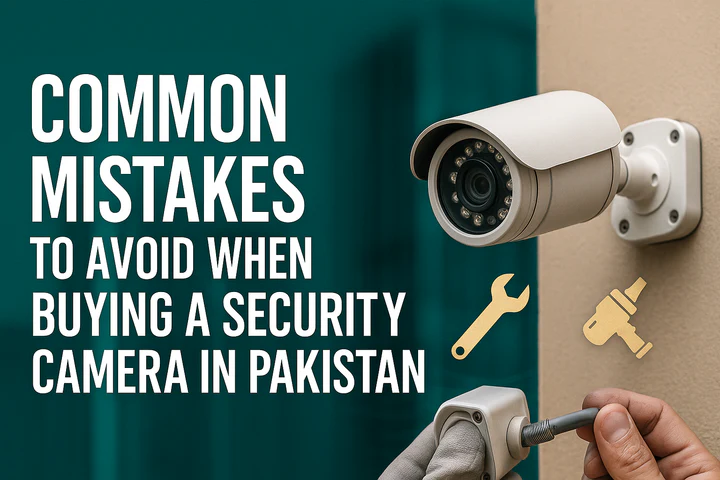 COMMON
MISTAKES
TO AVOID WHEN
BUYING A SECURITY
CAMERA IN PAKISTAN